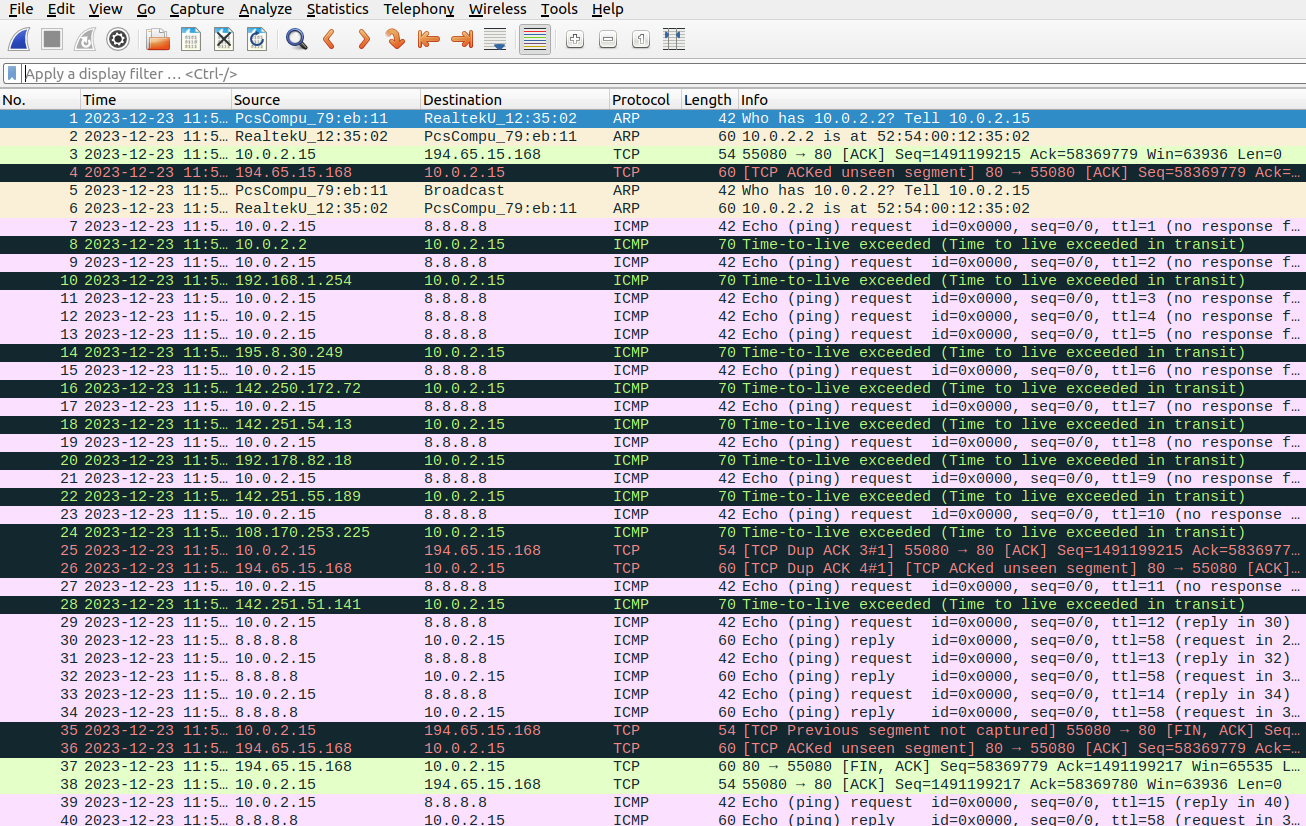 File Edit View Go Capture Analyze Statistics Telephony Wireless Tools Help
Apply a display filter … <Ctrl-/>
No. Time Source Destination Protocol Length Info
1 2023-12-23 11:5… PcsCompu_79:eb:11 RealtekU_12:35:02 ARP 42 Who has 10.0.2.2? Tell 10.0.2.15
2 2023-12-23 11:5… RealtekU_12:35:02 PcsCompu_79:eb:11 ARP 60 10.0.2.2 is at 52:54:00:12:35:02
3 2023-12-23 11:5… 10.0.2.15 194.65.15.168 TCP 54 55080 → 80 [ACK] Seq=1491199215 Ack=58369779 Win=63936 Len=0
4 2023-12-23 11:5… 194.65.15.168 10.0.2.15 TCP 60 [TCP ACKed unseen segment] 80 → 55080 [ACK] Seq=58369779 Ack=…
5 2023-12-23 11:5… PcsCompu_79:eb:11 Broadcast ARP 42 Who has 10.0.2.2? Tell 10.0.2.15
6 2023-12-23 11:5… RealtekU_12:35:02 PcsCompu_79:eb:11 ARP 60 10.0.2.2 is at 52:54:00:12:35:02
7 2023-12-23 11:5… 10.0.2.15 8.8.8.8 ICMP 42 Echo (ping) request id=0x0000, seq=0/0, ttl=1 (no response f…
8 2023-12-23 11:5… 10.0.2.2 10.0.2.15 ICMP 70 Time-to-live exceeded (Time to live exceeded in transit)
9 2023-12-23 11:5… 10.0.2.15 8.8.8.8 ICMP 42 Echo (ping) request id=0x0000, seq=0/0, ttl=2 (no response f…
10 2023-12-23 11:5… 192.168.1.254 10.0.2.15 ICMP 70 Time-to-live exceeded (Time to live exceeded in transit)
11 2023-12-23 11:5… 10.0.2.15 8.8.8.8 ICMP 42 Echo (ping) request id=0x0000, seq=0/0, ttl=3 (no response f…
12 2023-12-23 11:5… 10.0.2.15 8.8.8.8 ICMP 42 Echo (ping) request id=0x0000, seq=0/0, ttl=4 (no response f…
13 2023-12-23 11:5… 10.0.2.15 8.8.8.8 ICMP 42 Echo (ping) request id=0x0000, seq=0/0, ttl=5 (no response f…
14 2023-12-23 11:5… 195.8.30.249 10.0.2.15 ICMP 70 Time-to-live exceeded (Time to live exceeded in transit)
15 2023-12-23 11:5… 10.0.2.15 8.8.8.8 ICMP 42 Echo (ping) request id=0x0000, seq=0/0, ttl=6 (no response f…
16 2023-12-23 11:5… 142.250.172.72 10.0.2.15 ICMP 70 Time-to-live exceeded (Time to live exceeded in transit)
17 2023-12-23 11:5… 10.0.2.15 8.8.8.8 ICMP 42 Echo (ping) request id=0x0000, seq=0/0, ttl=7 (no response f…
18 2023-12-23 11:5… 142.251.54.13 10.0.2.15 ICMP 70 Time-to-live exceeded (Time to live exceeded in transit)
19 2023-12-23 11:5… 10.0.2.15 8.8.8.8 ICMP 42 Echo (ping) request id=0x0000, seq=0/0, ttl=8 (no response f…
20 2023-12-23 11:5… 192.178.82.18 10.0.2.15 ICMP 70 Time-to-live exceeded (Time to live exceeded in transit)
21 2023-12-23 11:5… 10.0.2.15 8.8.8.8 ICMP 42 Echo (ping) request id=0x0000, seq=0/0, ttl=9 (no response f…
22 2023-12-23 11:5… 142.251.55.189 10.0.2.15 ICMP 70 Time-to-live exceeded (Time to live exceeded in transit)
23 2023-12-23 11:5… 10.0.2.15 8.8.8.8 ICMP 42 Echo (ping) request id=0x0000, seq=0/0, ttl=10 (no response …
24 2023-12-23 11:5… 108.170.253.225 10.0.2.15 ICMP 70 Time-to-live exceeded (Time to live exceeded in transit)
25 2023-12-23 11:5… 10.0.2.15 194.65.15.168 TCP 54 [TCP Dup ACK 3#1] 55080 → 80 [ACK] Seq=1491199215 Ack=5836977…
26 2023-12-23 11:5… 194.65.15.168 10.0.2.15 TCP 60 [TCP Dup ACK 4#1] [TCP ACKed unseen segment] 80 → 55080 [ACK]…
27 2023-12-23 11:5… 10.0.2.15 8.8.8.8 ICMP 42 Echo (ping) request id=0x0000, seq=0/0, ttl=11 (no response …
28 2023-12-23 11:5… 142.251.51.141 10.0.2.15 ICMP 70 Time-to-live exceeded (Time to live exceeded in transit)
29 2023-12-23 11:5… 10.0.2.15 8.8.8.8 ICMP 42 Echo (ping) request id=0x0000, seq=0/0, ttl=12 (reply in 30)
30 2023-12-23 11:5… 8.8.8.8 10.0.2.15 ICMP 60 Echo (ping) reply id=0x0000, seq=0/0, ttl=58 (request in 2…
31 2023-12-23 11:5… 10.0.2.15 8.8.8.8 ICMP 42 Echo (ping) request id=0x0000, seq=0/0, ttl=13 (reply in 32)
32 2023-12-23 11:5… 8.8.8.8 10.0.2.15 ICMP 60 Echo (ping) reply id=0x0000, seq=0/0, ttl=58 (request in 3…
33 2023-12-23 11:5… 10.0.2.15 8.8.8.8 ICMP 42 Echo (ping) request id=0x0000, seq=0/0, ttl=14 (reply in 34)
34 2023-12-23 11:5… 8.8.8.8 10.0.2.15 ICMP 60 Echo (ping) reply id=0x0000, seq=0/0, ttl=58 (request in 3…
35 2023-12-23 11:5… 10.0.2.15 194.65.15.168 TCP 54 [TCP Previous segment not captured] 55080 → 80 [FIN, ACK] Seq…
36 2023-12-23 11:5… 194.65.15.168 10.0.2.15 TCP 60 [TCP ACKed unseen segment] 80 → 55080 [ACK] Seq=58369779 Ack=…
37 2023-12-23 11:5… 194.65.15.168 10.0.2.15 TCP 60 80 → 55080 [FIN, ACK] Seq=58369779 Ack=1491199217 Win=65535 L…
38 2023-12-23 11:5… 10.0.2.15 194.65.15.168 TCP 54 55080 → 80 [ACK] Seq=1491199217 Ack=58369780 Win=63936 Len=0
39 2023-12-23 11:5… 10.0.2.15 8.8.8.8 ICMP 42 Echo (ping) request id=0x0000, seq=0/0, ttl=15 (reply in 40)
40 2023-12-23 11:5… 8.8.8.8 10.0.2.15 ICMP 60 Echo (ping) reply id=0x0000, seq=0/0, ttl=58 (request in 3…